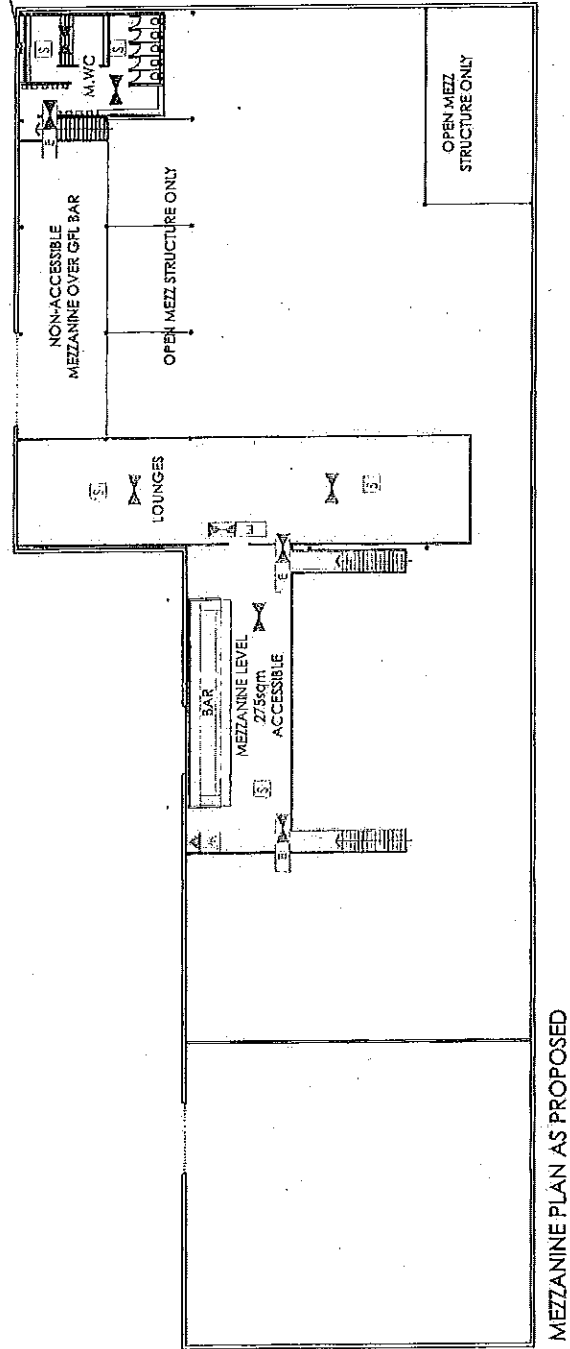 S
S
M.WC
E
NON-ACCESSIBLE
MEZZANINE OVER GFL BAR
OPEN MEZZ STRUCTURE ONLY
OPEN MEZZ
STRUCTURE ONLY
S
LOUNGES
S
E
E
BAR
MEZZANINE LEVEL
275sqm
ACCESSIBLE
S
E
MEZZANINE PLAN AS PROPOSED